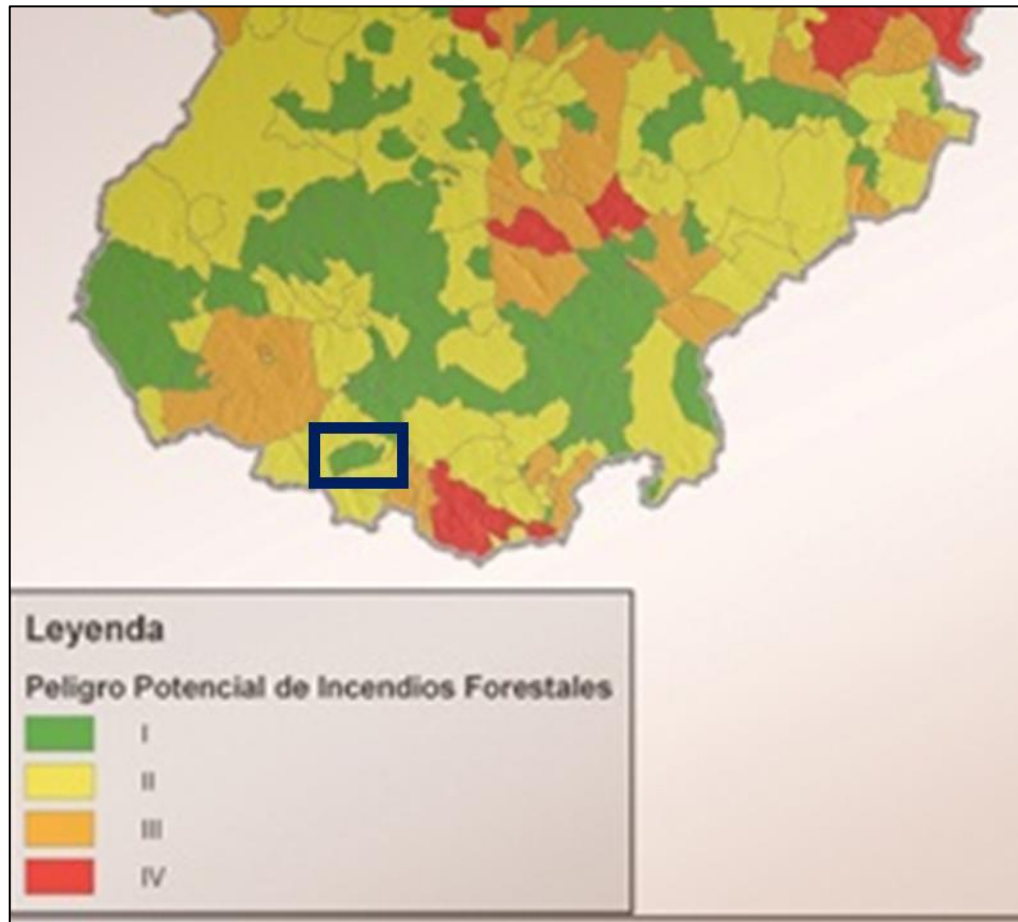 Leyenda
Peligro Potencial de Incendios Forestales
I
II
III
IV